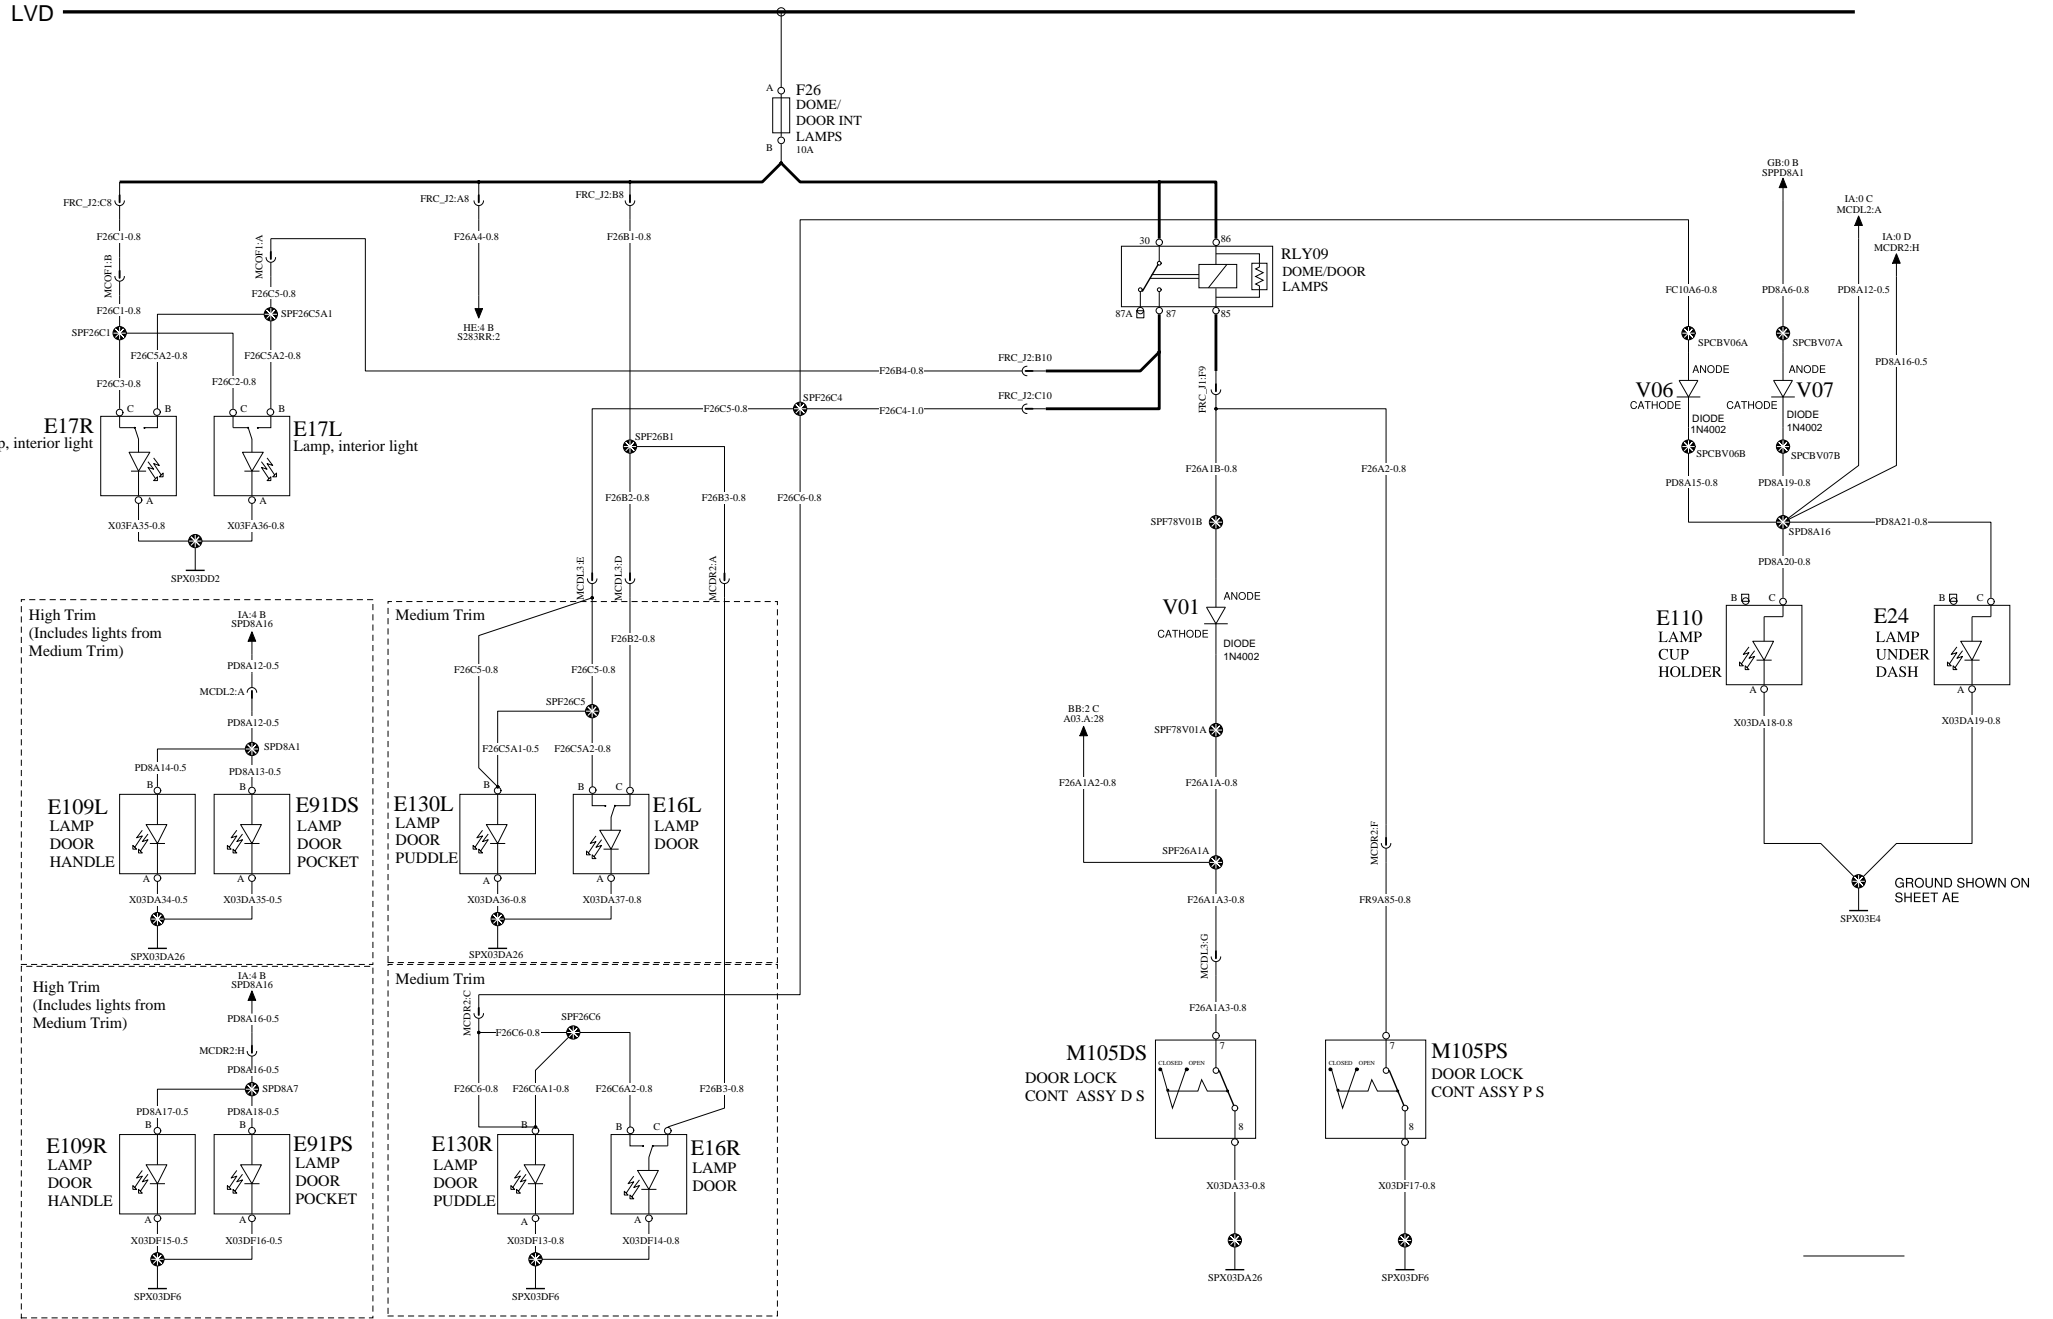 LVD
A
F26
DOME/
DOOR INT
LAMPS
B
10A
FRC_J2:C8
FRC_J2:A8
FRC_J2:B8
GB:0 B
SPPD8A1
IA:0 C
MCDL2:A
IA:0 D
MCDR2:H
F26C1-0.8
MCOF1:A
F26A4-0.8
F26B1-0.8
30
86
RLY09
DOME/DOOR
LAMPS
MCOF1:B
F26C5-0.8
F26C1-0.8
SPF26C5A1
87A
87
85
FC10A6-0.8
PD8A6-0.8
PD8A12-0.5
SPF26C1
HE:4 B
S283RR:2
SPCBV06A
SPCBV07A
F26C5A2-0.8
F26C5A2-0.8
FRC_J2:B10
F26B4-0.8
PD8A16-0.5
F26C3-0.8
F26C2-0.8
FRC_J1:F9
ANODE
ANODE
V06
CATHODE
V07
CATHODE
DIODE
1N4002
DIODE
1N4002
FRC_J2:C10
F26C5-0.8
SPF26C4
F26C4-1.0
C
B
C
B
E17R
p, interior light
E17L
Lamp, interior light
SPF26B1
SPCBV06B
SPCBV07B
F26A1B-0.8
F26A2-0.8
PD8A15-0.8
PD8A19-0.8
A
A
F26B2-0.8
F26B3-0.8
F26C6-0.8
X03FA35-0.8
X03FA36-0.8
SPF78V01B
SPD8A16
PD8A21-0.8
MCDL3:E
MCDL3:D
MCDR2:A
PD8A20-0.8
SPX03DD2
ANODE
V01
CATHODE
DIODE
1N4002
B
C
B
C
E110
LAMP
CUP
HOLDER
E24
LAMP
UNDER
DASH
A
A
X03DA18-0.8
X03DA19-0.8
High Trim
(Includes lights from
Medium Trim)
IA:4 B
SPD8A16
PD8A12-0.5
MCDL2:A
PD8A12-0.5
SPD8A1
PD8A14-0.5
PD8A13-0.5
B
B
E109L
LAMP
DOOR
HANDLE
E91DS
LAMP
DOOR
POCKET
A
A
X03DA34-0.5
X03DA35-0.5
SPX03DA26
Medium Trim
F26B2-0.8
F26C5-0.8
F26C5-0.8
SPF26C5
F26C5A1-0.5
F26C5A2-0.8
B
B
C
E130L
LAMP
DOOR
PUDDLE
E16L
LAMP
DOOR
A
A
X03DA36-0.8
X03DA37-0.8
SPX03DA26
BB:2 C
A03.A:28
SPF78V01A
F26A1A2-0.8
F26A1A-0.8
MCDR2:F
SPF26A1A
F26A1A3-0.8
FR9A85-0.8
MCDL3:G
F26A1A3-0.8
GROUND SHOWN ON
SHEET AE
SPX03E4
High Trim
(Includes lights from
Medium Trim)
IA:4 B
SPD8A16
PD8A16-0.5
MCDR2:H
PD8A16-0.5
SPD8A7
PD8A17-0.5
PD8A18-0.5
B
B
E109R
LAMP
DOOR
HANDLE
E91PS
LAMP
DOOR
POCKET
A
A
X03DF15-0.5
X03DF16-0.5
SPX03DF6
Medium Trim
MCDR2:C
SPF26C6
F26C6-0.8
F26C6-0.8
F26C6A1-0.8
F26C6A2-0.8
F26B3-0.8
B
B
C
E130R
LAMP
DOOR
PUDDLE
E16R
LAMP
DOOR
A
A
X03DF13-0.8
X03DF14-0.8
SPX03DF6
M105DS
DOOR LOCK
CONT ASSY D S
7
CLOSED
OPEN
8
X03DA33-0.8
SPX03DA26
7
CLOSED
OPEN
8
M105PS
DOOR LOCK
CONT ASSY P S
X03DF17-0.8
SPX03DF6